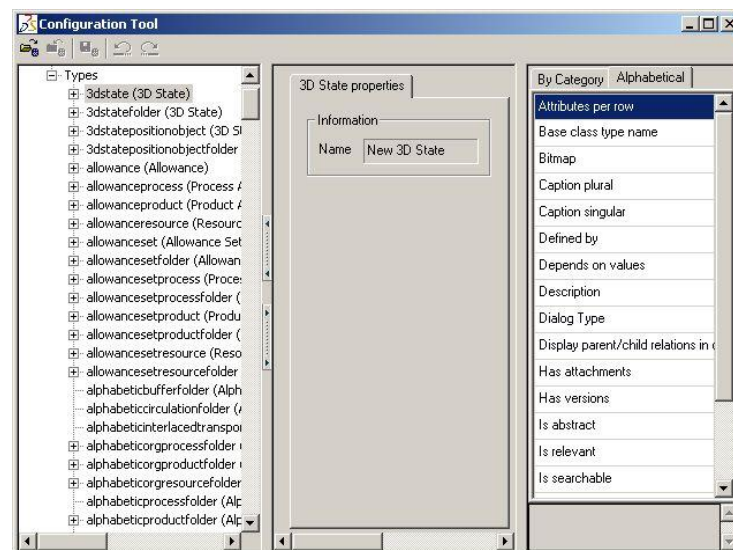 Configuration Tool
Types
3dstate (3D State)
3dstatefolder (3D State)
3dstatepositionobject (3D
3dstatepositionobjectfolder
allowance (Allowance)
allowanceprocess (Process
allowanceproduct (Product
allowanceresource (Resourc
allowanceset (Allowance Set
allowancesetfolder (Allowan
allowancesetprocess (Proce
allowancesetprocessfolder (
allowancesetproduct (Produ
allowancesetproductfolder (
allowancesetresource (Reso
allowancesetresourcefolder
alphabeticbufferfolder (Alph
alphabeticcirculationfolder (
alphabeticinterlacedtranspo
alphabeticorgprocessfolder
alphabeticorgproductfolder
alphabeticorgresourcefolder
alphabeticprocessfolder (Alp
alphabeticproductfolder (Alp
3D State properties
Information
Name New 3D State
By Category Alphabetical
Attributes per row
Base class type name
Bitmap
Caption plural
Caption singular
Defined by
Depends on values
Description
Dialog Type
Display parent/child relations in
Has attachments
Has versions
Is abstract
Is relevant
Is searchable